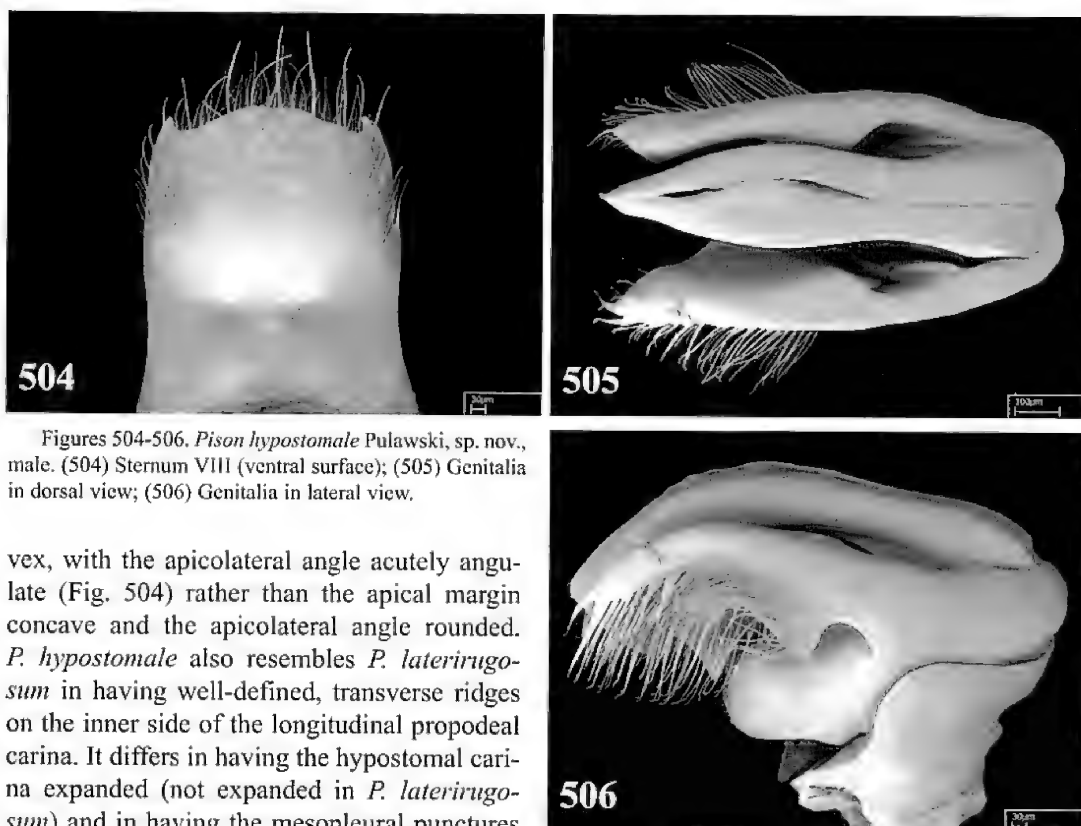 504
30µm
505
100µm
Figures 504-506. Pison hypostomale Pulawski, sp. nov.,
male. (504) Sternum VIII (ventral surface); (505) Genitalia
in dorsal view; (506) Genitalia in lateral view.
vex, with the apicolateral angle acutely angu-
late (Fig. 504) rather than the apical margin
concave and the apicolateral angle rounded.
P. hypostomale also resembles P. laterirugo-
sum in having well-defined, transverse ridges
on the inner side of the longitudinal propodeal
carina. It differs in having the hypostomal cari-
na expanded (not expanded in P. laterirugo-
sum) and in having the mesopleural punctures
506
30µm